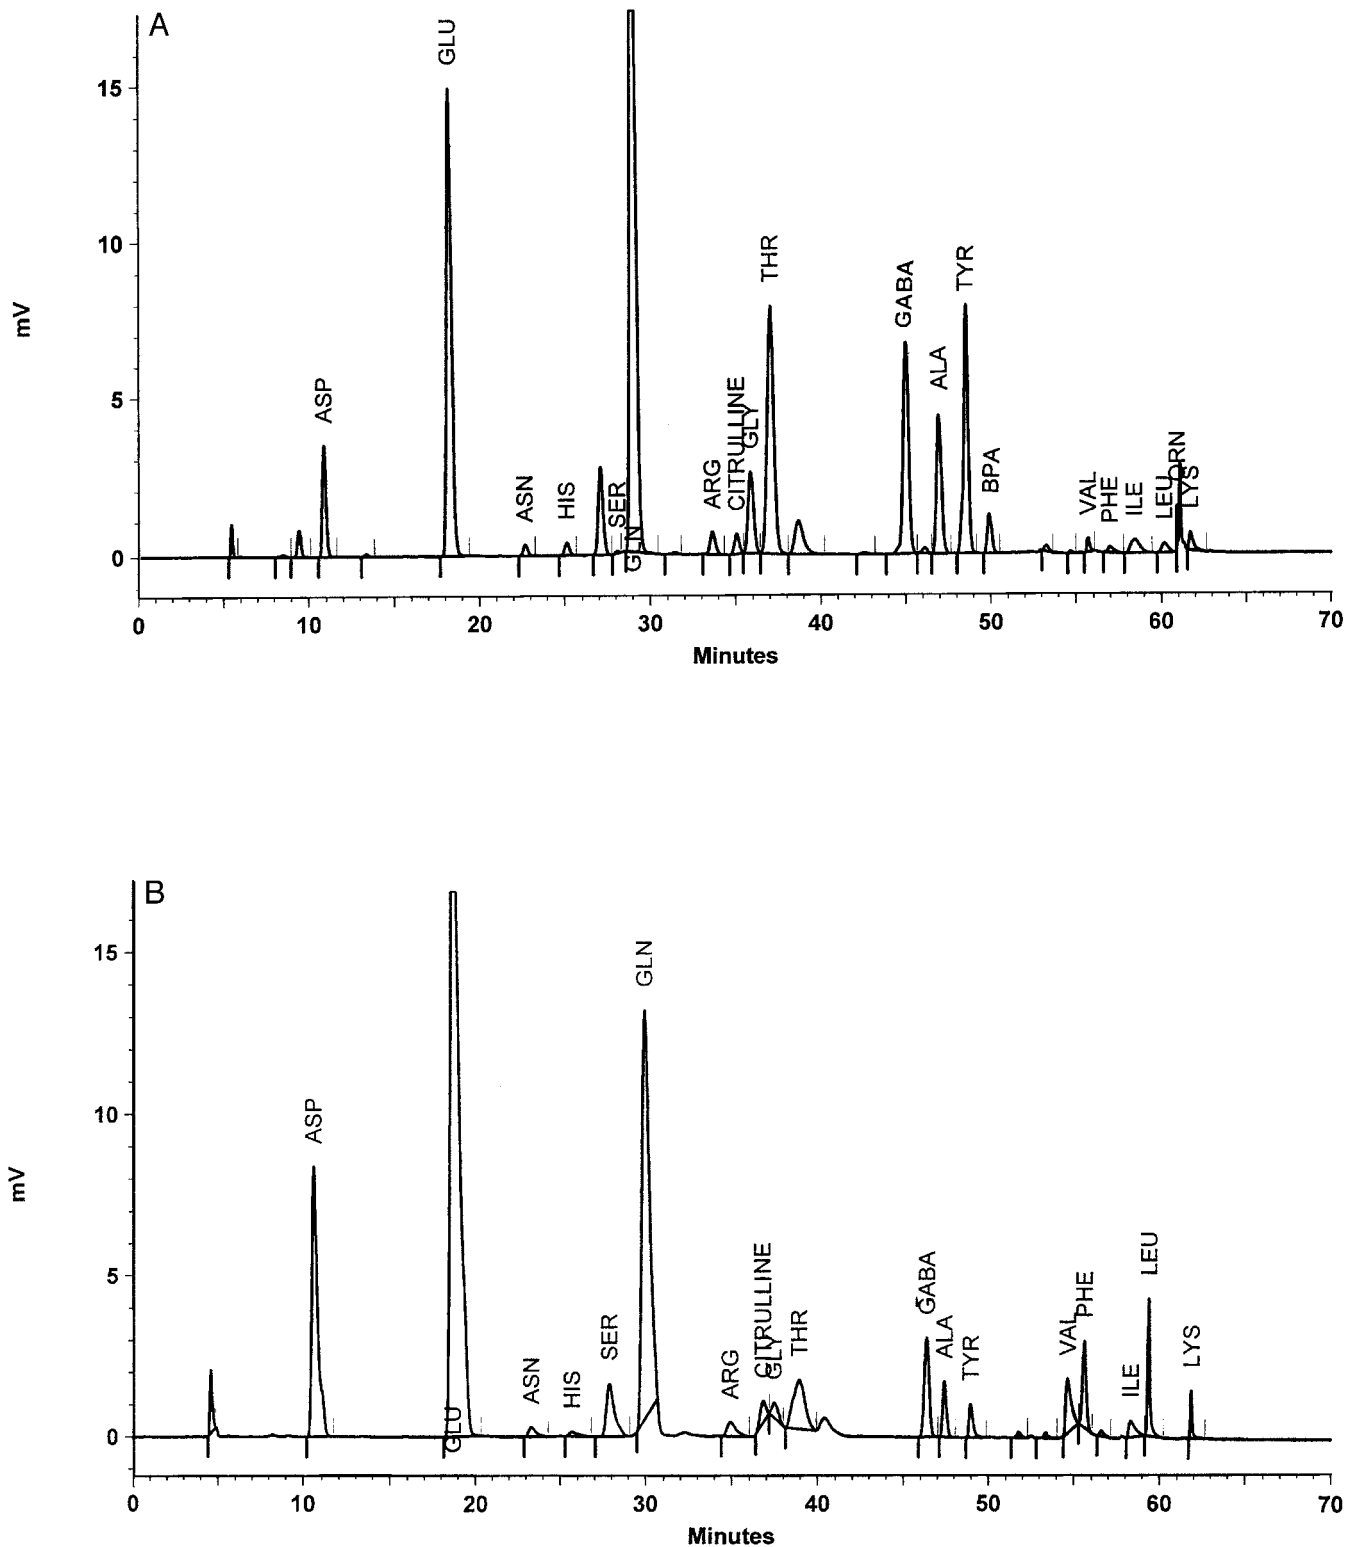 A
GLU
15
10
THR
TYR
GABA
mV
ALA
ASP
5
CITRULLINE
GLY
ORN
BPA
ARG
VAL
LYS
ASN
HIS
SER
PHE
ILE
LEU
GLN
0
0 10 20 30 40 50 60 70
Minutes
B
15
GLN
10
ASP
mV
CITRULLINE
GABA
LEU
5
SER
THR
GLY
ALA
VAL
PHE
LYS
ARG
TYR
ASN
HIS
ILE
GLU
0
0 10 20 30 40 50 60 70
Minutes